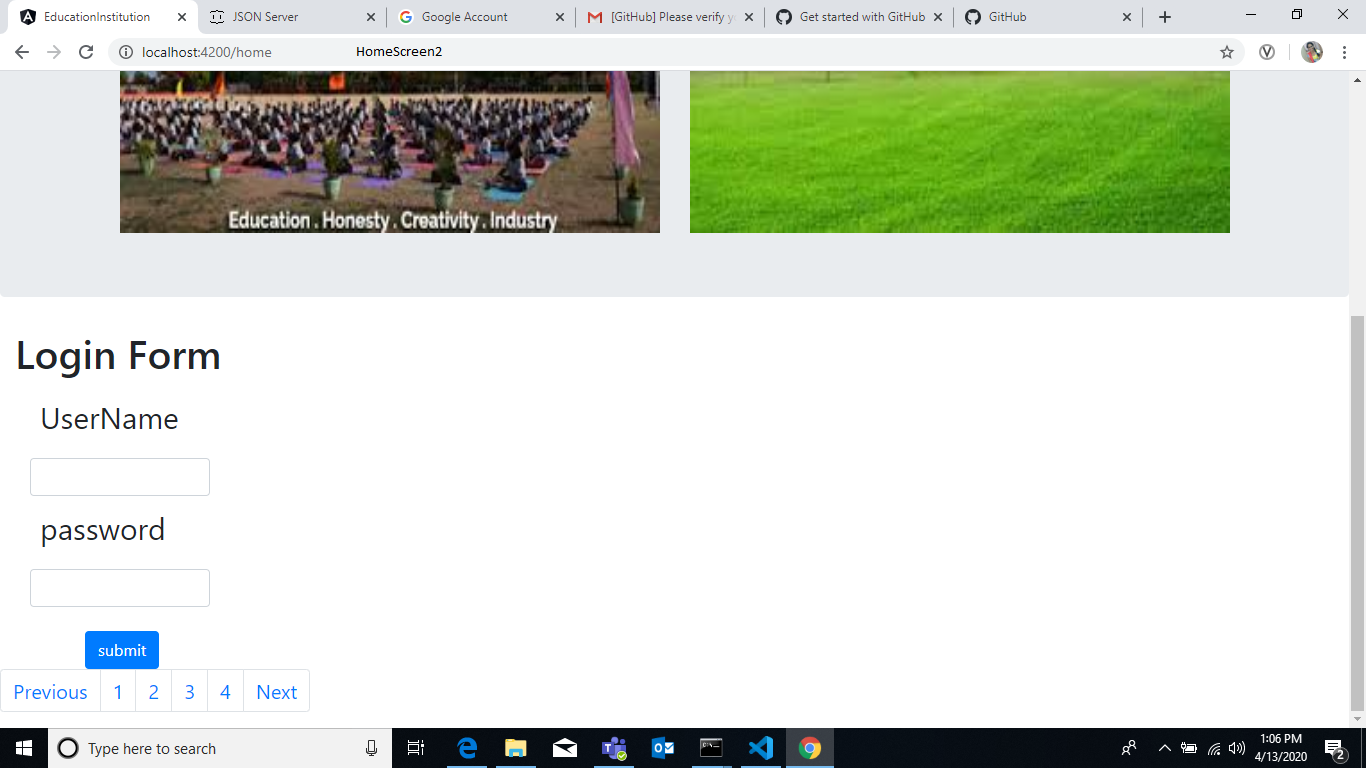 EducationInstitution
JSON Server
Google Account
[GitHub] Please verify y
Get started with GitHub
GitHub
localhost:4200/home
HomeScreen2
Education . Honesty . Creativity . Industry
Login Form
UserName
password
submit
Previous 1 2 3 4 Next
Type here to search
1:06 PM
4/13/2020
2